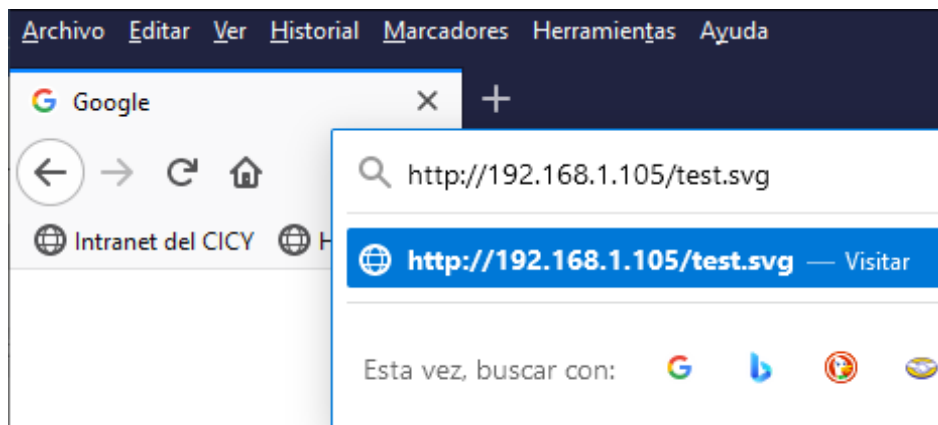 Archivo Editar Ver Historial Marcadores Herramientas Ayuda
Google
http://192.168.1.105/test.svg
Intranet del CICY H
http://192.168.1.105/test.svg — Visitar
Esta vez, buscar con: